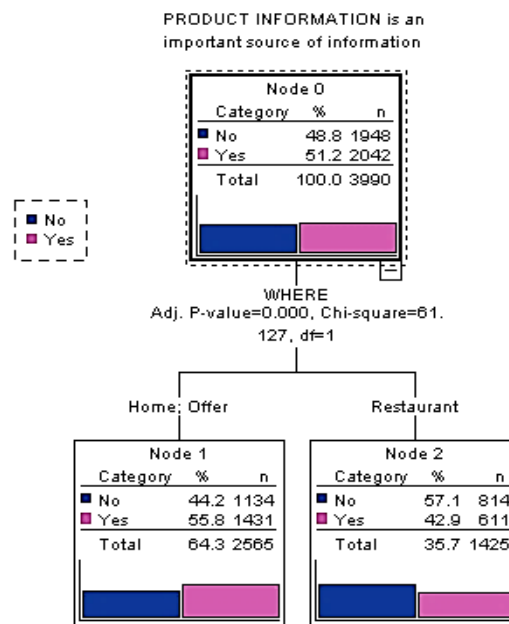 PRODUCT INFORMATION is an
important source of information
Node 0
Category % n
No 48.8 1948
Yes 51.2 2042
Total 100.0 3990
No
Yes
WHERE
Adj. P-value=0.000, Chi-square=61.
127, df=1
Home; Offer
Restaurant
Node 1
Category % n
No 44.2 1134
Yes 55.8 1431
Total 64.3 2565
Node 2
Category % n
No 57.1 814
Yes 42.9 611
Total 35.7 1425